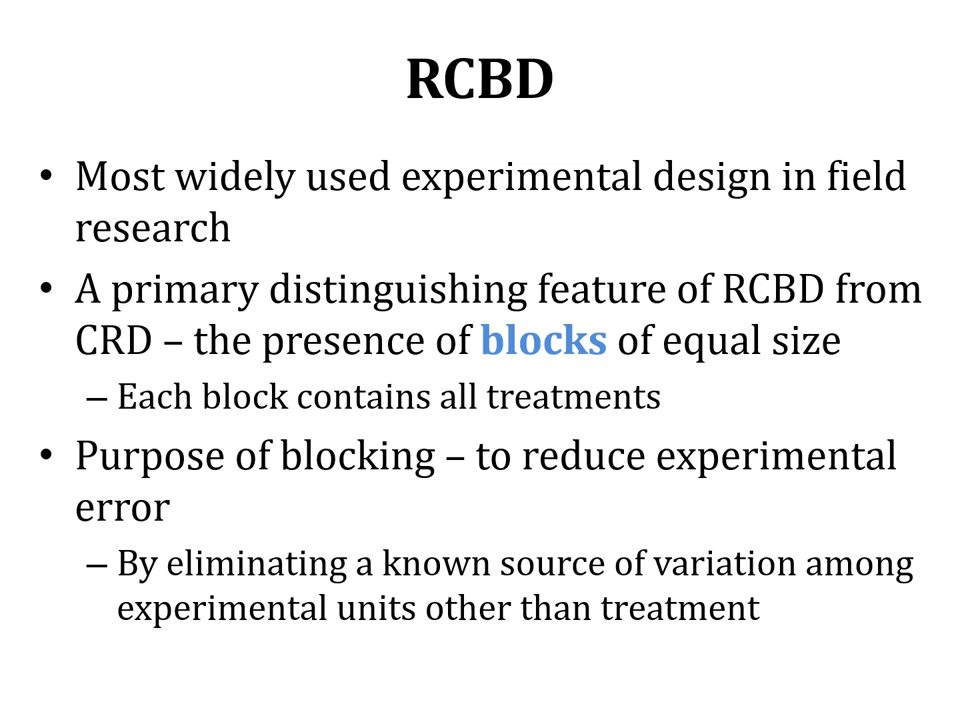 RCBD
• Most widely used experimental design in field
research
• A primary distinguishing feature of RCBD from
CRD – the presence of blocks of equal size
– Each block contains all treatments
• Purpose of blocking – to reduce experimental
error
– By eliminating a known source of variation among
experimental units other than treatment